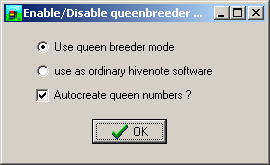 Enable/Disable queenbreeder ...
Use queen breeder mode
use as ordinary hivenote software
Autocreate queen numbers ?
OK